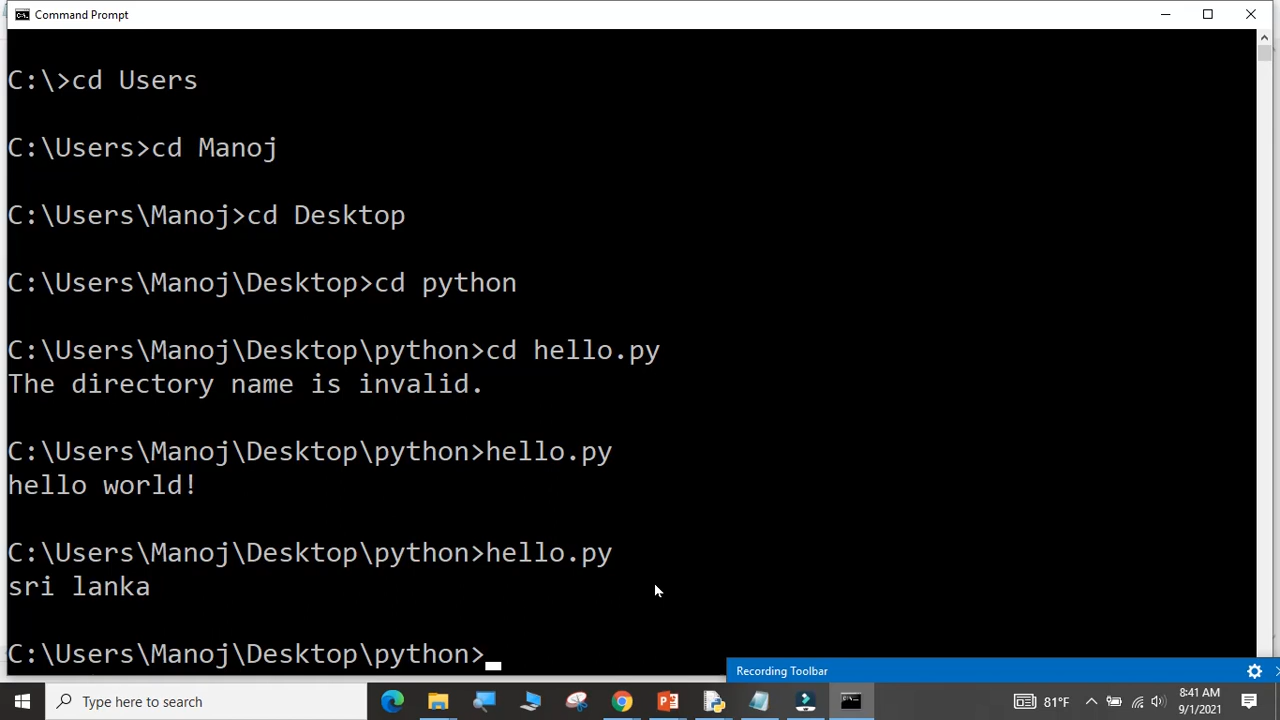 Command Prompt
C:\>cd Users
C:\Users>cd Manoj
C:\Users\Manoj>cd Desktop
C:\Users\Manoj\Desktop>cd python
C:\Users\Manoj\Desktop\python>cd hello.py
The directory name is invalid.
C:\Users\Manoj\Desktop\python>hello.py
hello world!
C:\Users\Manoj\Desktop\python>hello.py
sri lanka
C:\Users\Manoj\Desktop\python>
Recording Toolbar
Type here to search
81°F
8:41 AM
9/1/2021